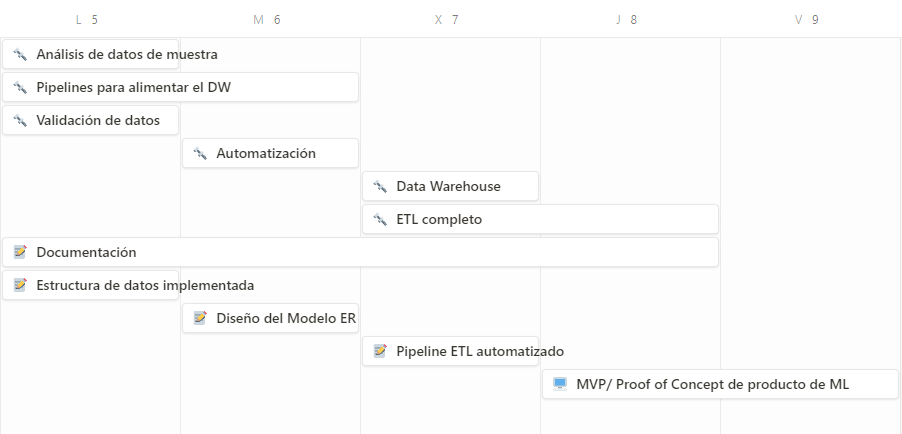 L 5 M 6 X 7 J 8 V 9
Análisis de datos de muestra
Pipelines para alimentar el DW
Validación de datos
Automatización
Data Warehouse
ETL completo
Documentación
Estructura de datos implementada
Diseño del Modelo ER
Pipeline ETL automatizado
MVP/ Proof of Concept de producto de ML